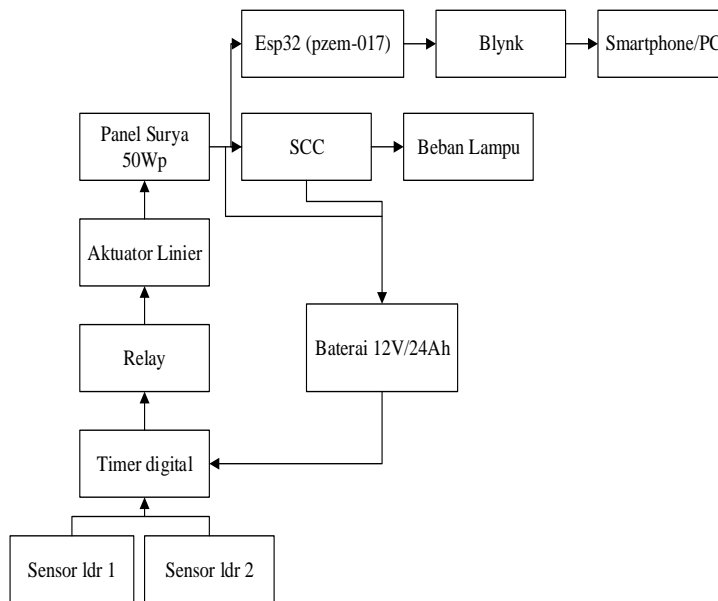 Esp32 (pzem-017)
Blynk
Smartphone/PC
Panel Surya
50Wp
SCC
Beban Lampu
Aktuator Linier
Relay
Baterai 12V/24Ah
Timer digital
Sensor ldr 1
Sensor ldr 2